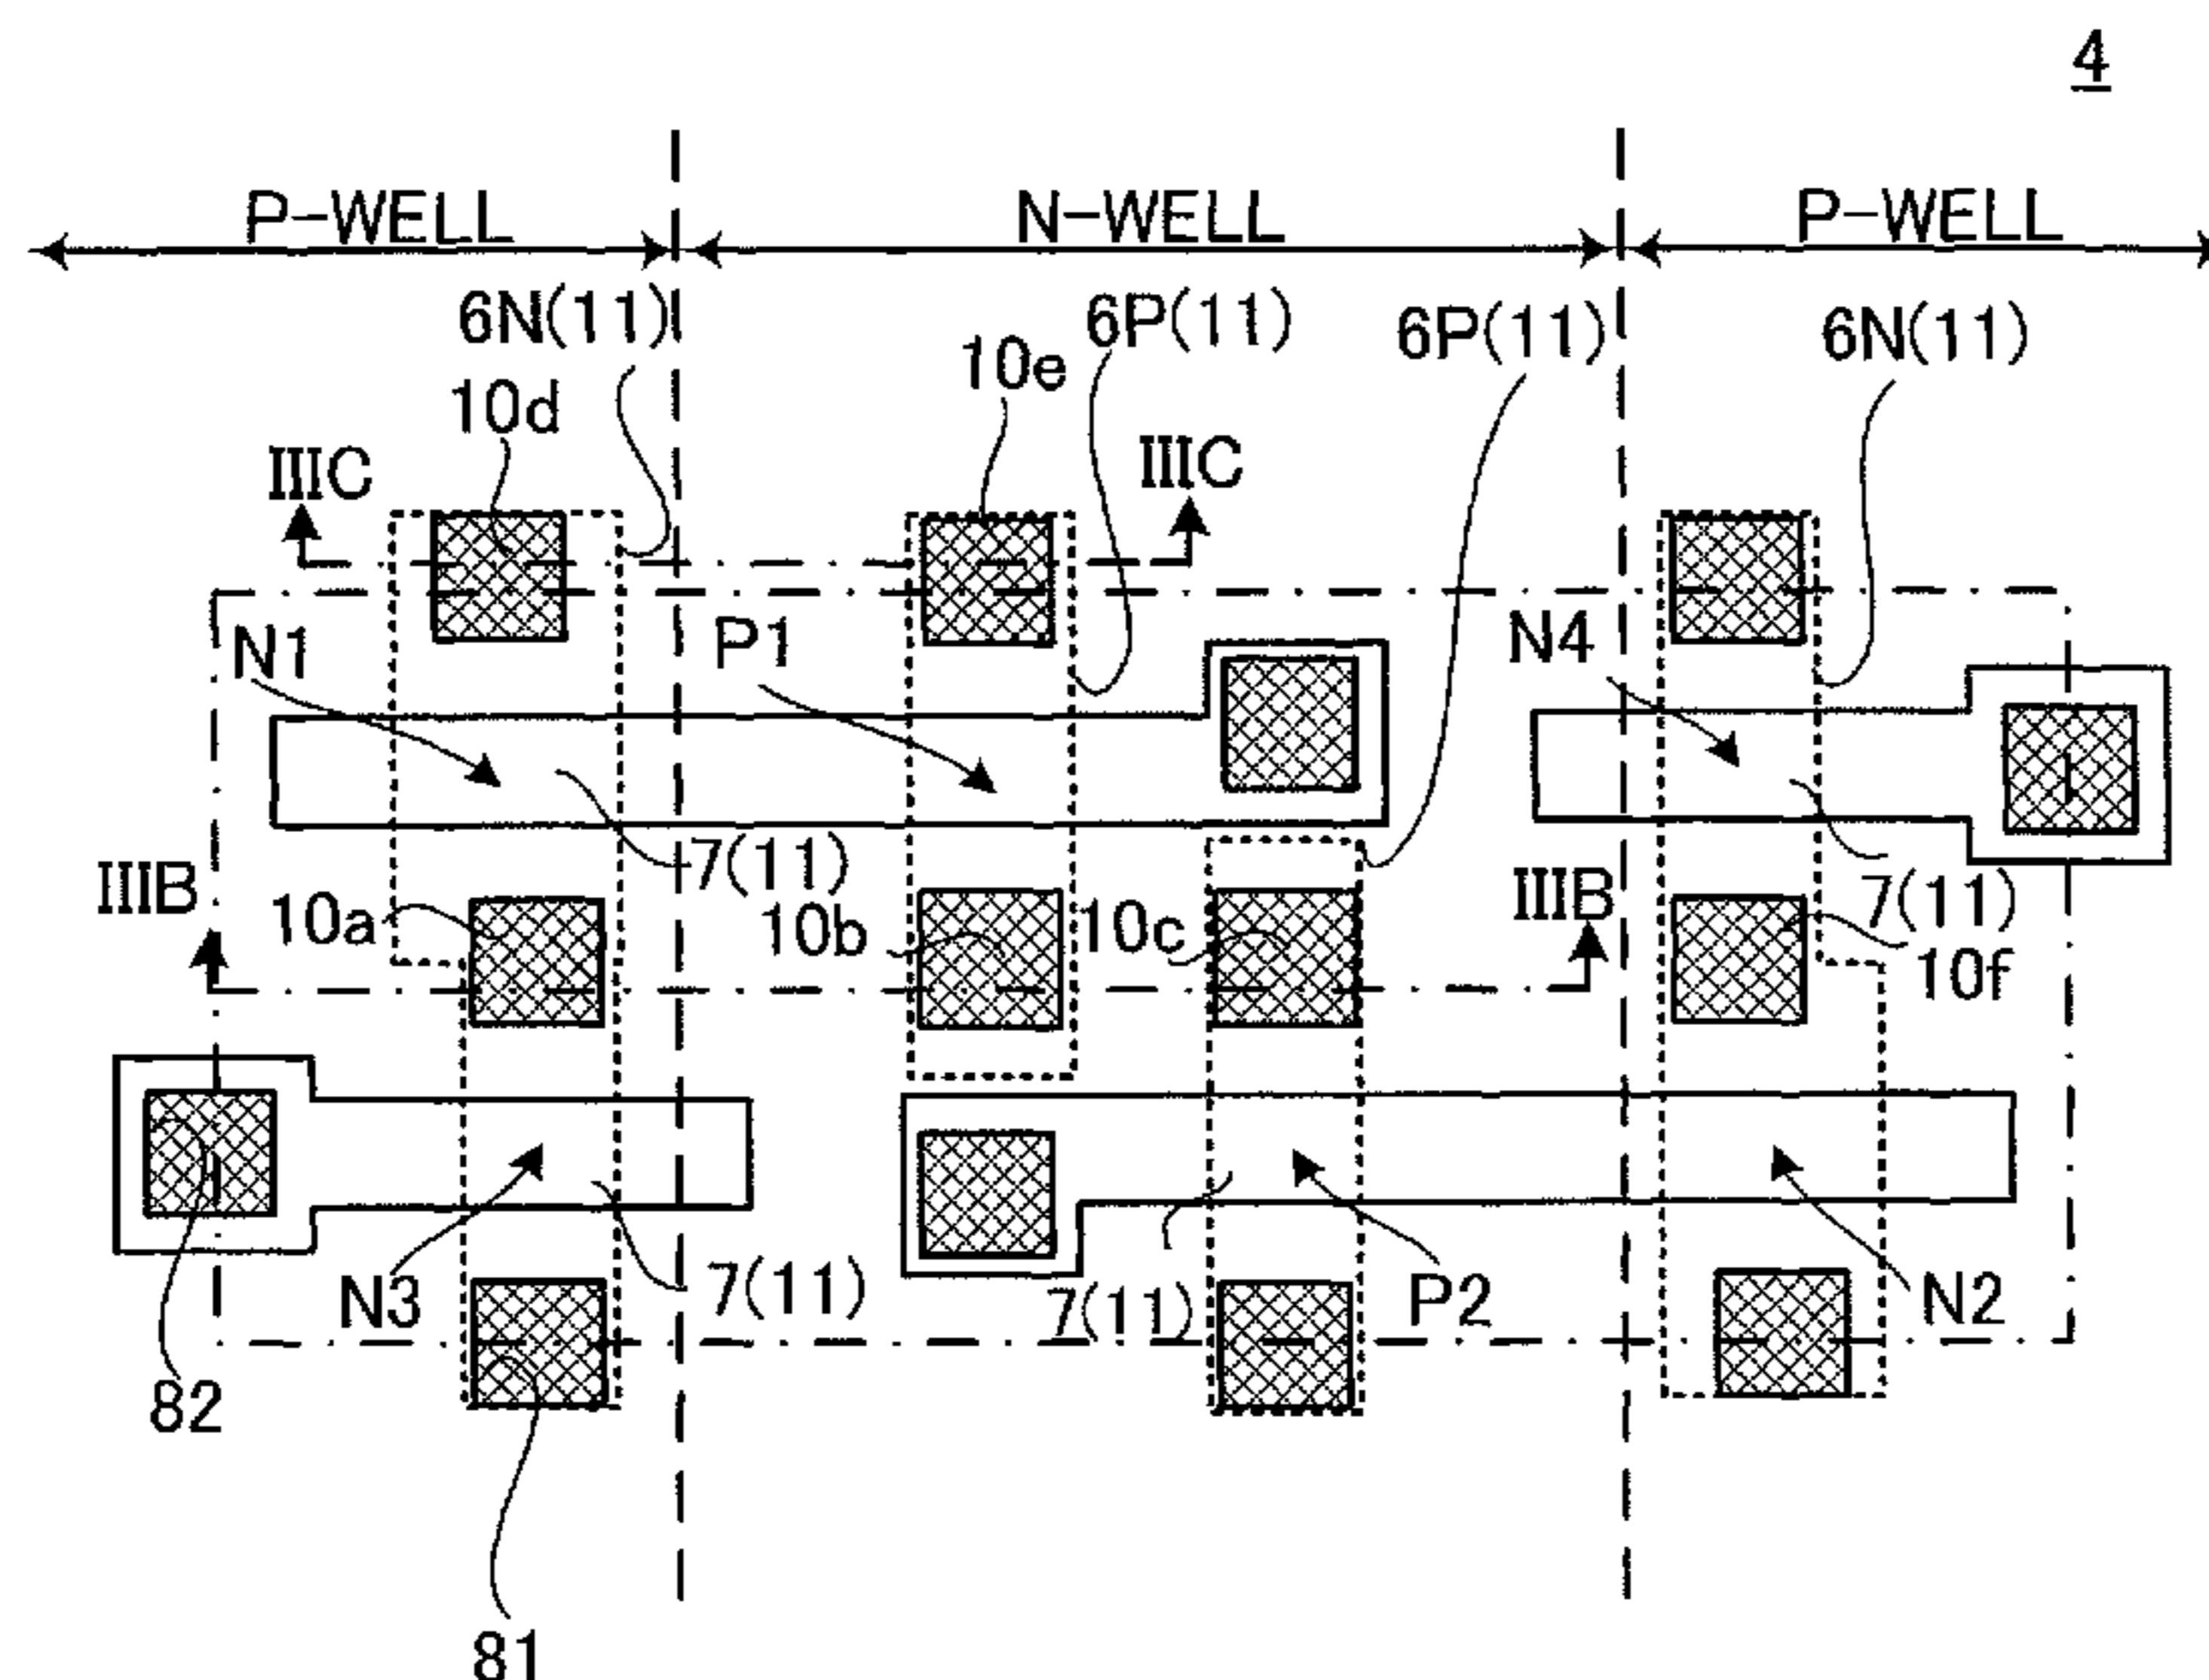 4
P-WELL N-WELL P-WELL
6N(11) 6P(11) 6P(11) 6N(11)
10d 10e
IIIC IIIC
N1 P1 N4
7(11) 7(11)
IIIB 10a 10b 10c IIIB 10f
N3 7(11) 7(11) P2 N2
82
81